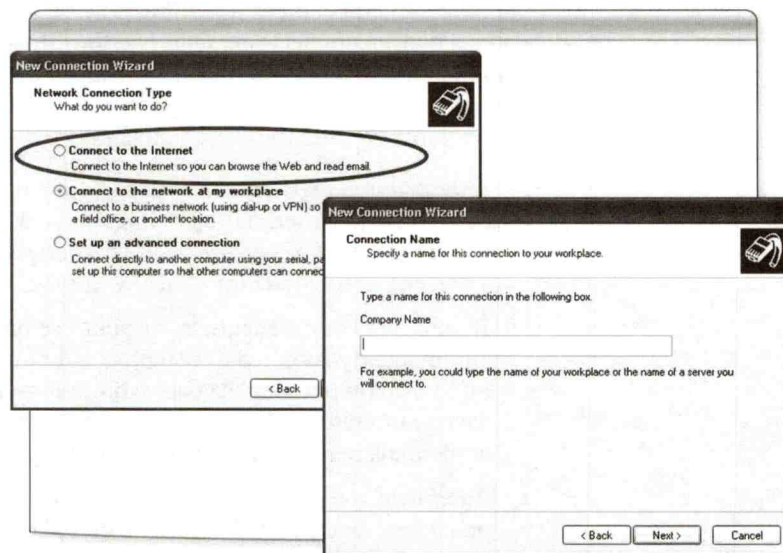 New Connection Wizard
Network Connection Type
What do you want to do?
Connect to the Internet
Connect to the Internet so you can browse the Web and read email.
Connect to the network at my workplace
Connect to a business network (using dial-up or VPN) so
a field office, or another location.
Set up an advanced connection
Connect directly to another computer using your serial,
set up this computer so that other computers can
< Back
New Connection Wizard
Connection Name
Specify a name for this connection to your workplace.
Type a name for this connection in the following box.
Company Name
For example, you could type the name of your workplace or the name of a server you
will connect to.
< Back
Next >
Cancel